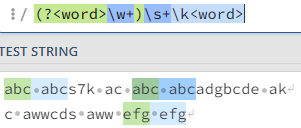 ⋮ / (?<word>\w+)\s+\k<word>
TEST STRING
abc·abcs7k·ac·abc·abcadgbcde·ak↵
c·awwcds·aww·efg·efg↵